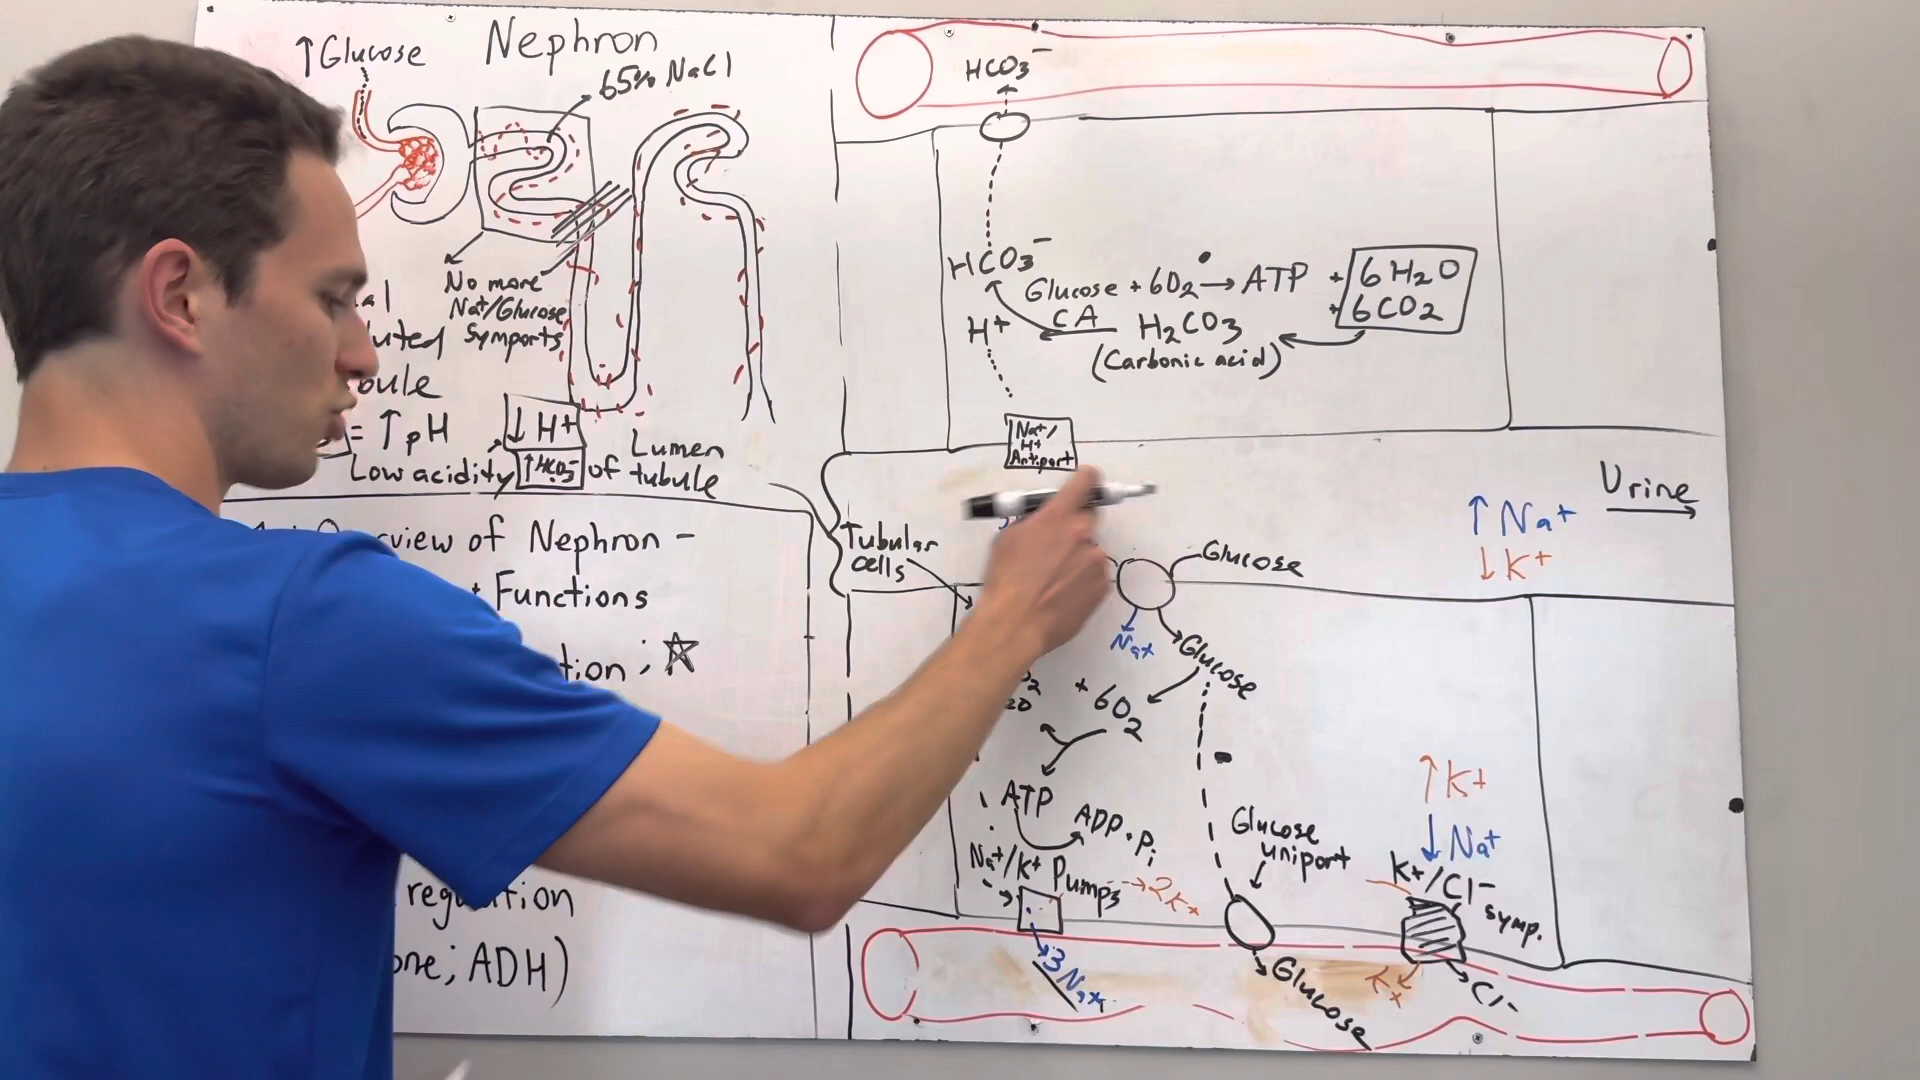 ↑Glucose
Nephron
65% NaCl
No more
Na+/Glucose
Symports
= ↑pH
↓H+
Low acidity
↑HCO3-
Lumen
of tubule
of Nephron -
Functions
;☆
ADH)
HCO3-
HCO3-
Glucose + 6O2 → ATP + 6H2O
+ 6CO2
H+
CA
H2CO3
(Carbonic acid)
Na+/
H+
Antiport
Urine
↑Na+
↓K+
Tubular
cells
Glucose
Na+
Glucose
+ 6O2
ATP
ADP + Pi
Na+/K+ Pumps
2K+
3Na+
Glucose
uniport
Glucose
↑K+
↓Na+
K+/Cl-
symp.
K+
Cl-